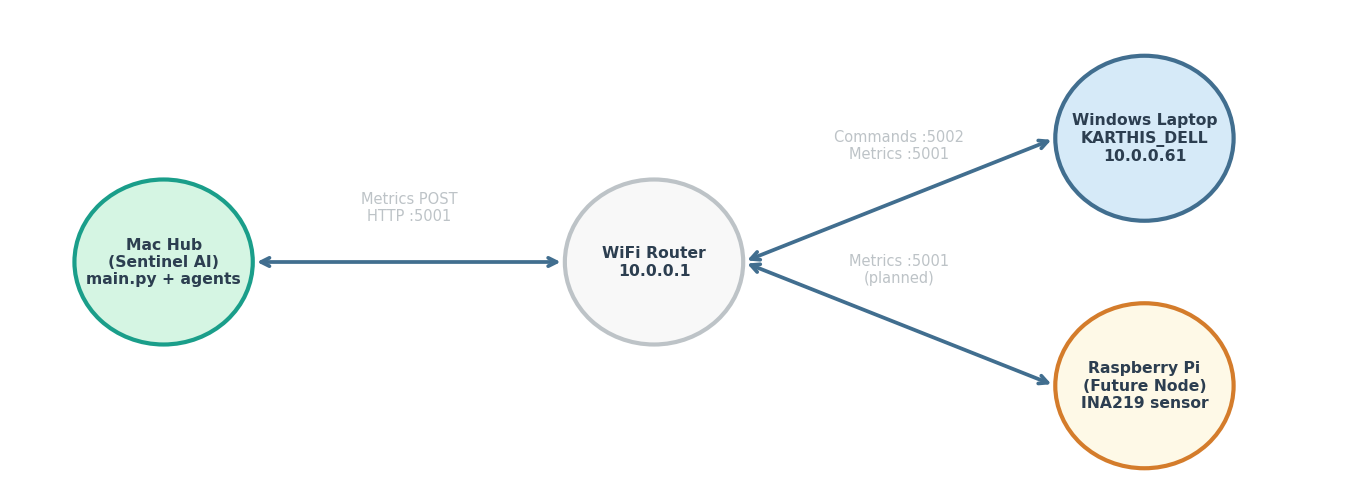 Mac Hub
(Sentinel AI)
main.py + agents
Metrics POST
HTTP :5001
WiFi Router
10.0.0.1
Commands :5002
Metrics :5001
Windows Laptop
KARTHIS_DELL
10.0.0.61
Metrics :5001
(planned)
Raspberry Pi
(Future Node)
INA219 sensor